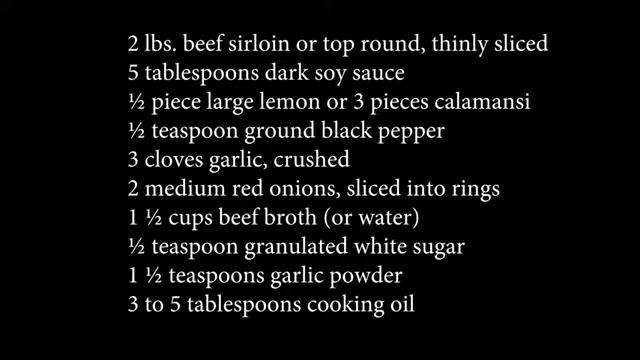 2 lbs. beef sirloin or top round, thinly sliced
5 tablespoons dark soy sauce
½ piece large lemon or 3 pieces calamansi
½ teaspoon ground black pepper
3 cloves garlic, crushed
2 medium red onions, sliced into rings
1 ½ cups beef broth (or water)
½ teaspoon granulated white sugar
1 ½ teaspoons garlic powder
3 to 5 tablespoons cooking oil